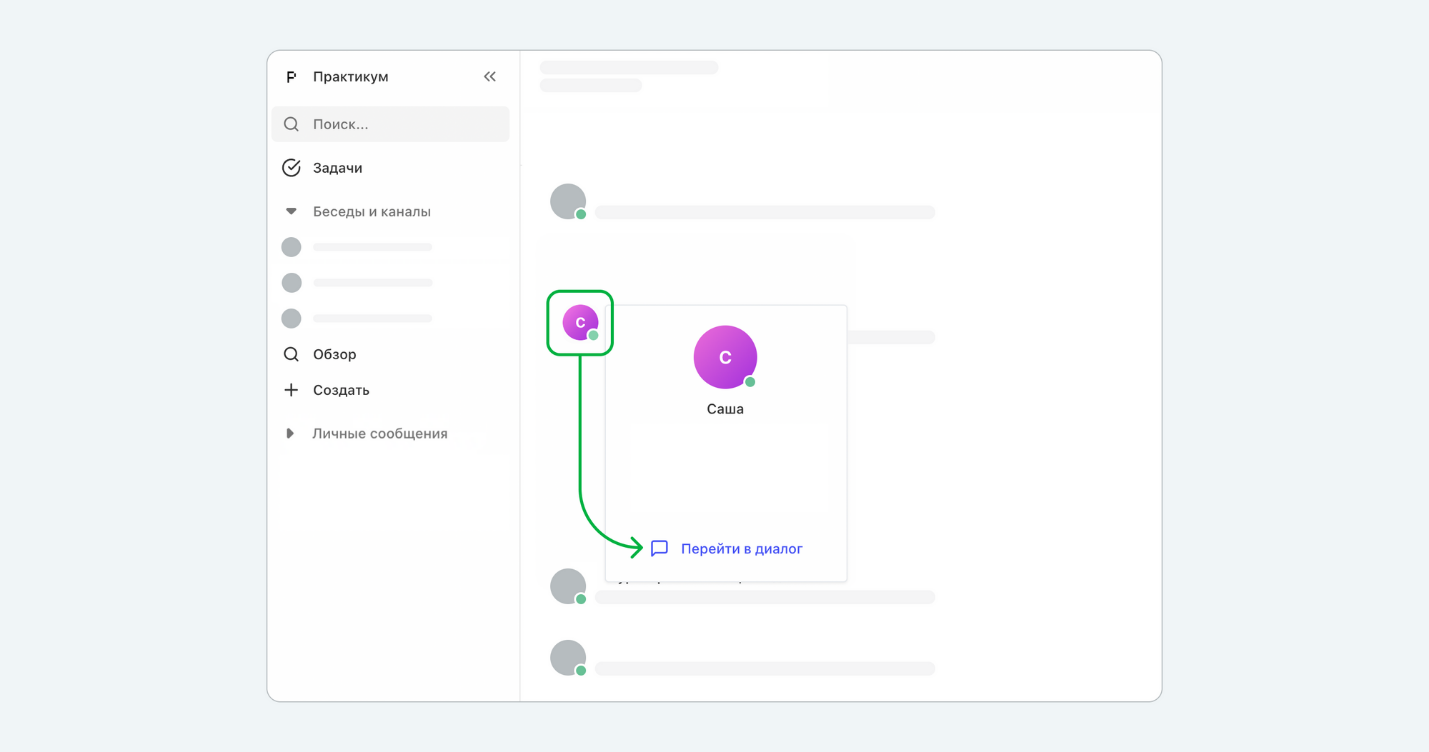 Практикум
Поиск...
Задачи
Беседы и каналы
Обзор
Создать
Личные сообщения
С
С
Саша
Перейти в диалог